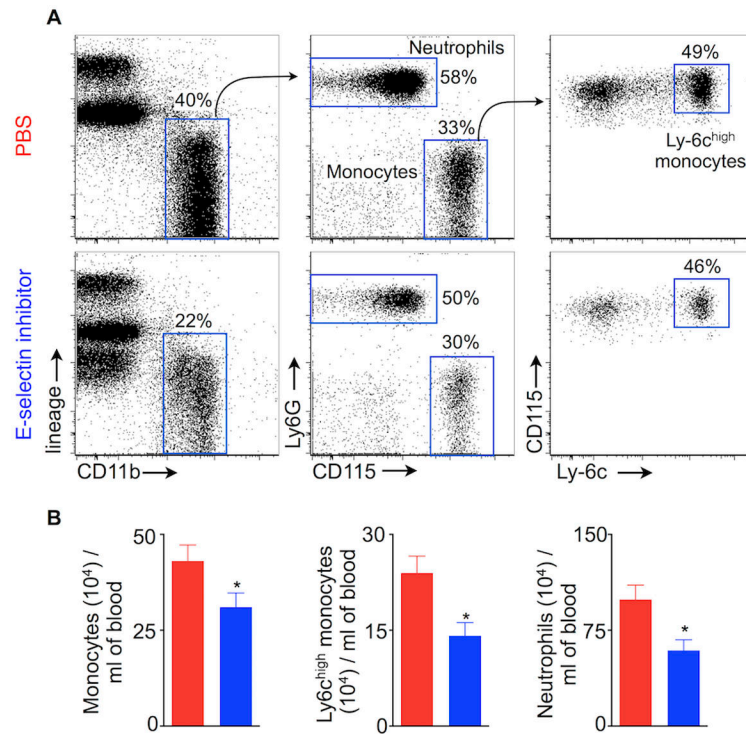 A
PBS
40%
Neutrophils
58%
33%
Monocytes
49%
Ly-6c^high
monocytes
E-selectin inhibitor
22%
lineage
CD11b
50%
30%
Ly6G
CD115
46%
CD115
Ly-6c
B
Monocytes (10⁴) /
ml of blood
50
25
0
*
Ly6c^high monocytes
(10⁴) / ml of blood
30
15
0
*
Neutrophils (10⁴) /
ml of blood
150
75
0
*